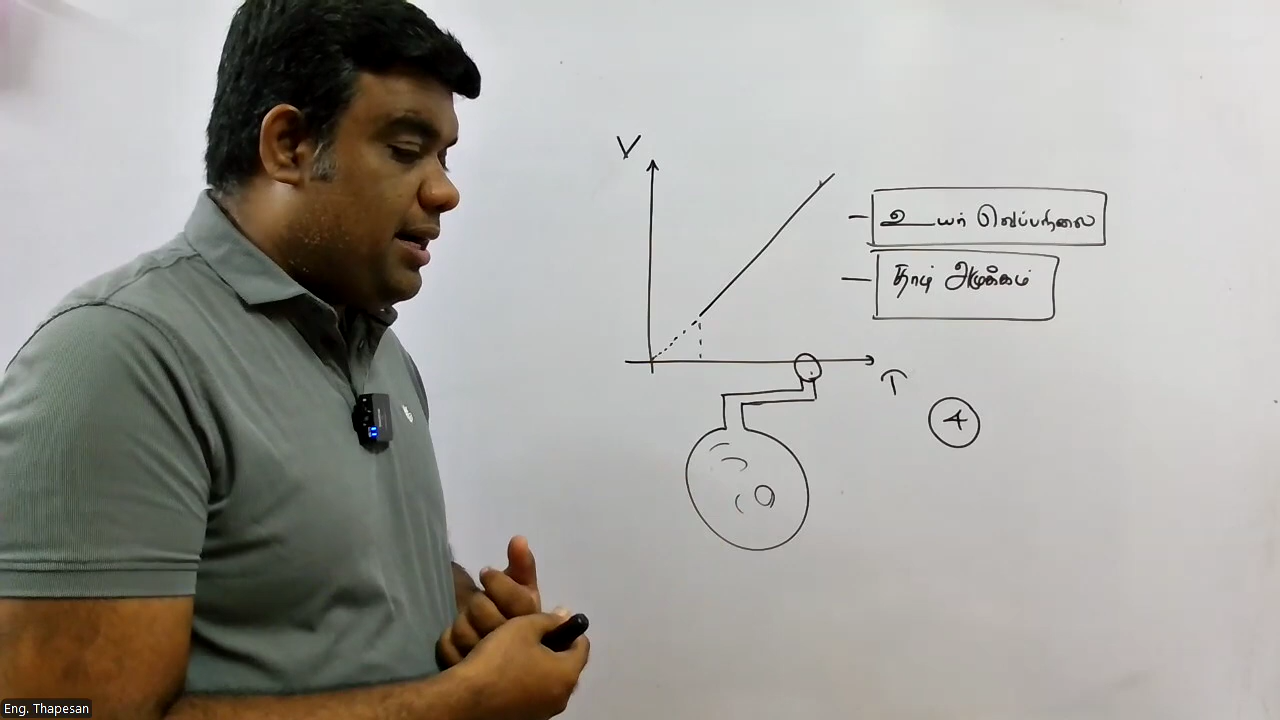 V
– உயர் வெப்பநிலை
– தாழ் அமுக்கம்
T
4
Eng. Thapesan